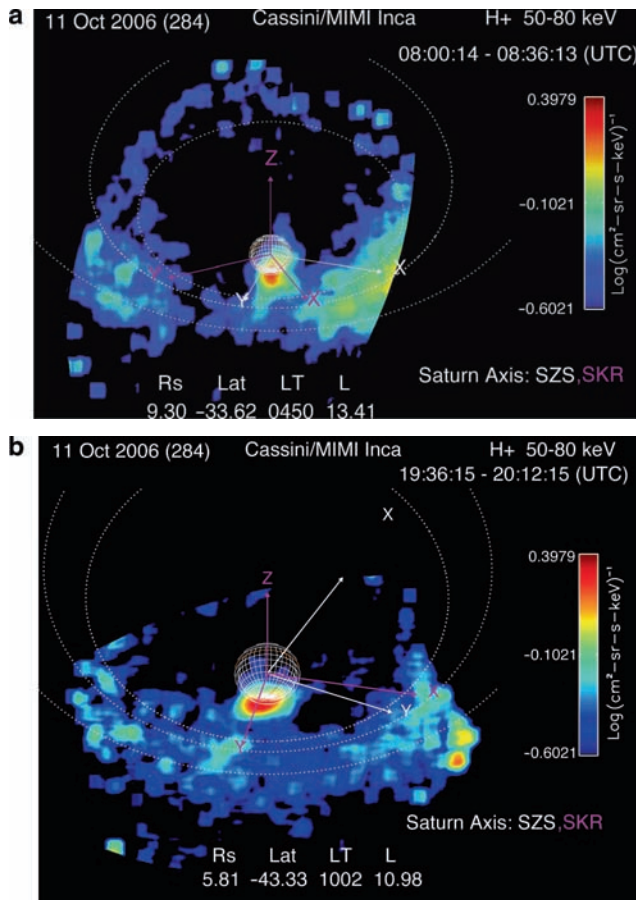 a
11 Oct 2006 (284) Cassini/MIMI Inca H+ 50-80 keV
08:00:14 - 08:36:13 (UTC)
0.3979
Z
-0.1021
Log(cm²-sr-s-keV)⁻¹
X
Y
X
-0.6021
Saturn Axis: SZS,SKR
Rs Lat LT L
9.30 -33.62 0450 13.41
b
11 Oct 2006 (284) Cassini/MIMI Inca H+ 50-80 keV
19:36:15 - 20:12:15 (UTC)
X
0.3979
Z
-0.1021
Log(cm²-sr-s-keV)⁻¹
X
Y
Y
-0.6021
Saturn Axis: SZS,SKR
Rs Lat LT L
5.81 -43.33 1002 10.98